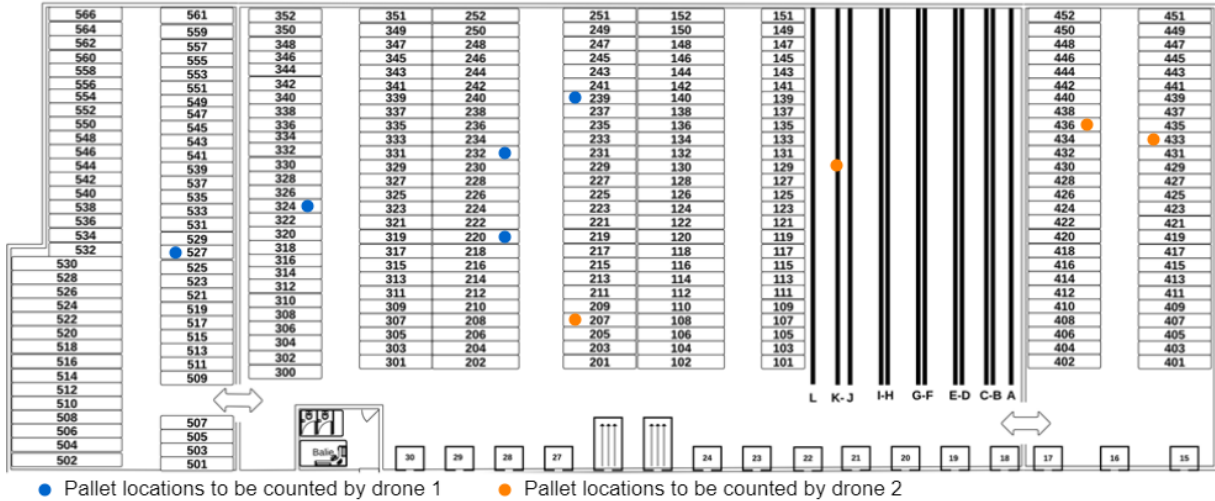 566 561 352 351 252 251 152 151 452 451
564 559 350 349 250 249 150 149 450 449
562 557 348 347 248 247 148 147 448 447
560 555 346 345 246 245 146 145 446 445
558 553 344 343 244 243 144 143 444 443
556 551 342 341 242 241 142 141 442 441
554 549 340 339 240 239 140 139 440 439
552 547 338 337 238 237 138 137 438 437
550 545 336 335 236 235 136 135 436 435
548 543 334 333 234 233 134 133 434 433
546 541 332 331 232 231 132 131 432 431
544 539 330 329 230 229 130 129 430 429
542 537 328 327 228 227 128 127 428 427
540 535 326 325 226 225 126 125 426 425
538 533 324 323 224 223 124 123 424 423
536 531 322 321 222 221 122 121 422 421
534 529 320 319 220 219 120 119 420 419
532 527 318 317 218 217 118 117 418 417
530 525 316 315 216 215 116 115 416 415
528 523 314 313 214 213 114 113 414 413
526 521 312 311 212 211 112 111 412 411
524 519 310 309 210 209 110 109 410 409
522 517 308 307 208 207 108 107 408 407
520 515 306 305 206 205 106 105 406 405
518 513 304 303 204 203 104 103 404 403
516 511 302 301 202 201 102 101 402 401
514 509 300
512 L K-J I-H G-F E-D C-B A
510
508 507
506 505
504 503 Balie 30 29 28 27 24 23 22 21 20 19 18 17 16 15
502 501
Pallet locations to be counted by drone 1 Pallet locations to be counted by drone 2